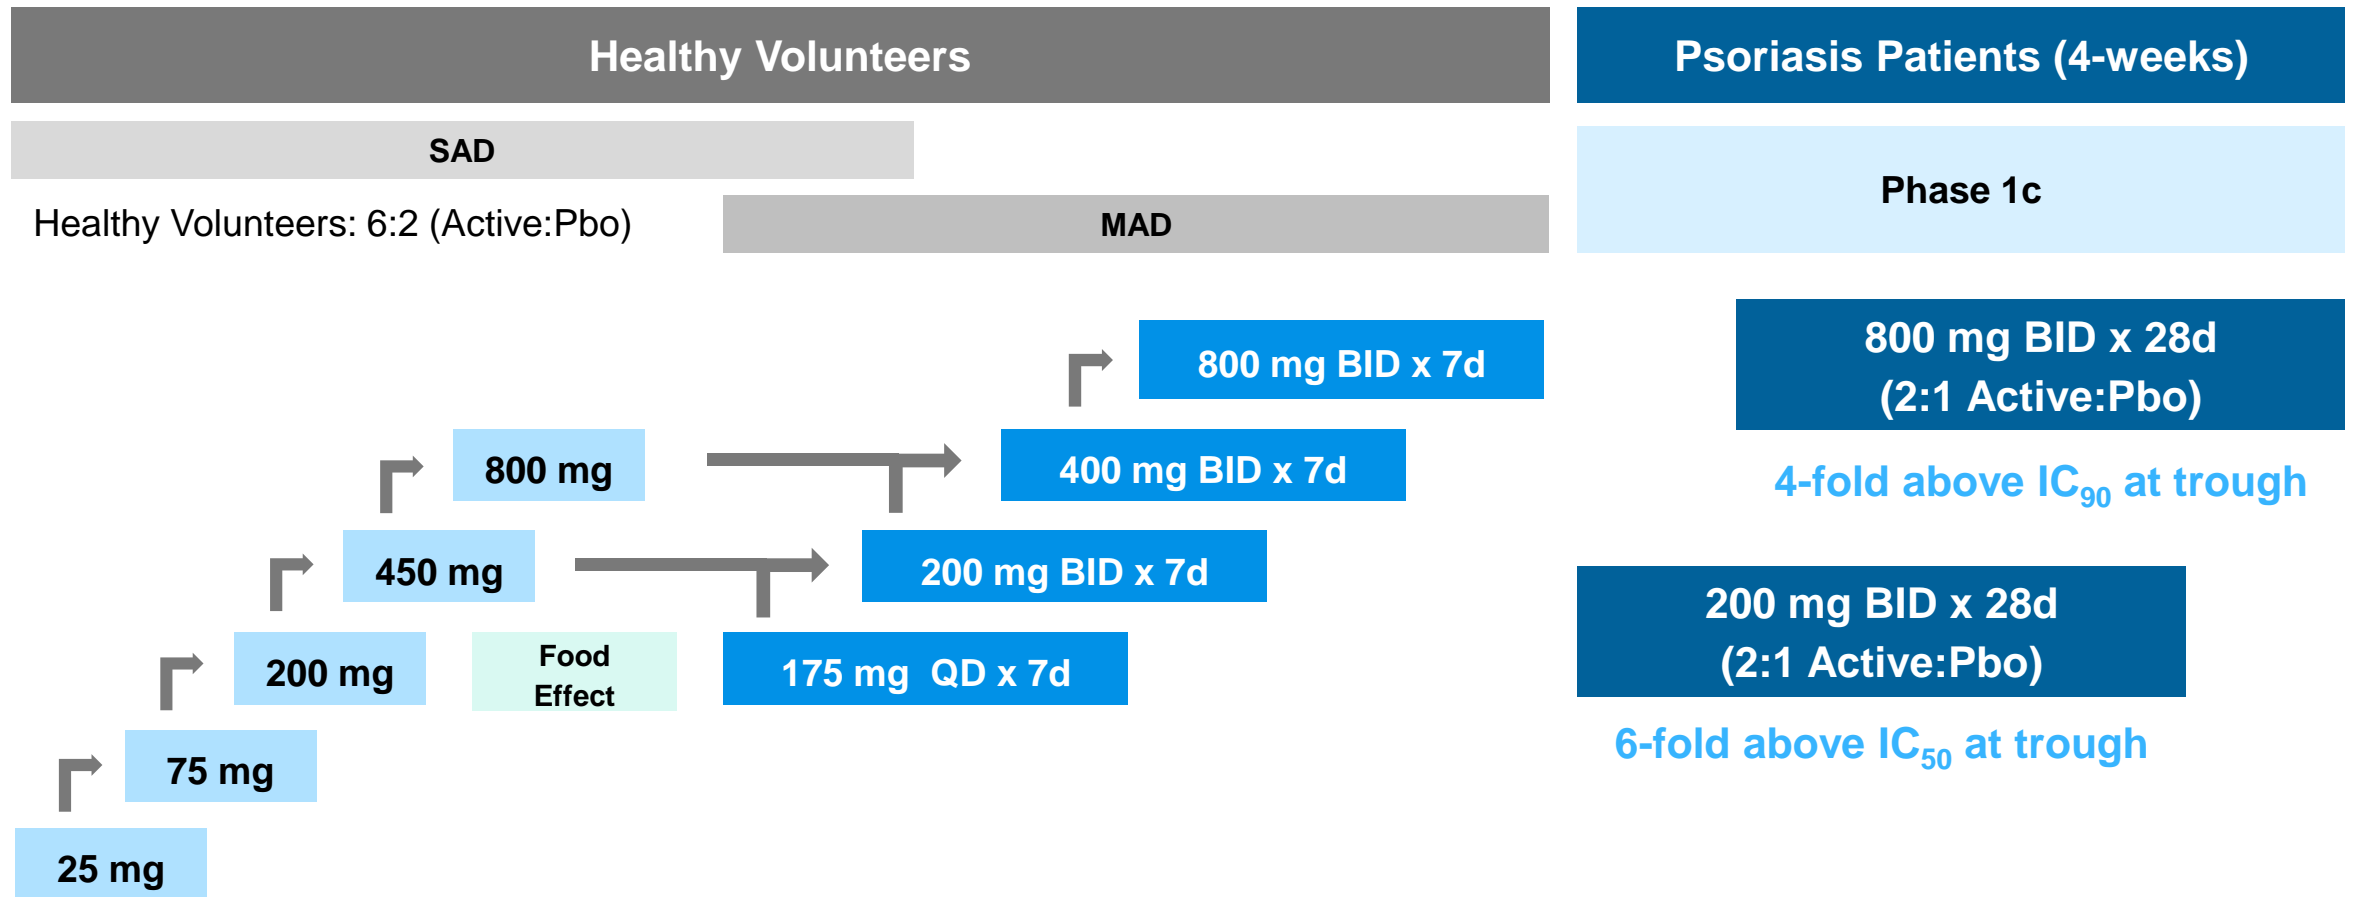 Healthy Volunteers
Psoriasis Patients (4-weeks)
SAD
Phase 1c
Healthy Volunteers: 6:2 (Active:Pbo)
MAD
800 mg BID x 7d
800 mg BID x 28d
(2:1 Active:Pbo)
800 mg
400 mg BID x 7d
4-fold above IC90 at trough
450 mg
200 mg BID x 7d
200 mg BID x 28d
(2:1 Active:Pbo)
200 mg
Food
Effect
175 mg QD x 7d
6-fold above IC50 at trough
75 mg
25 mg